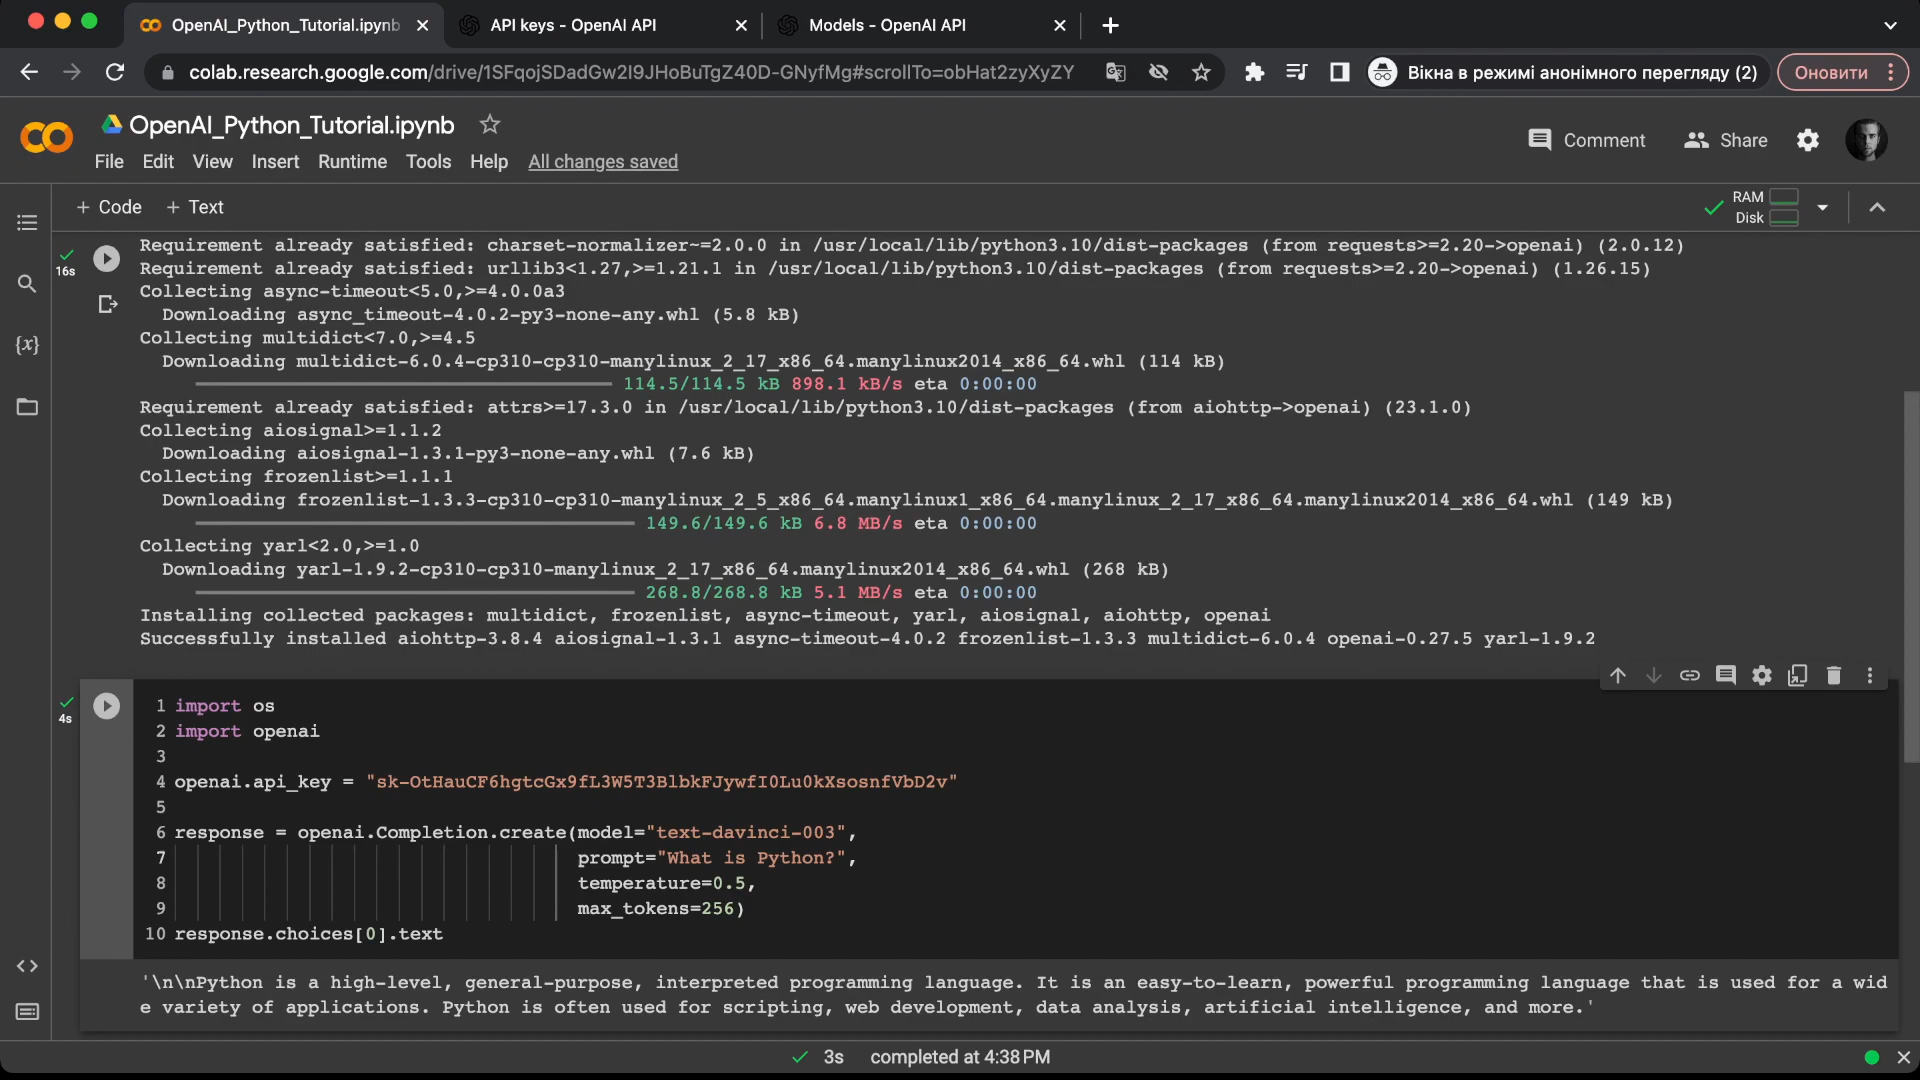 OpenAI_Python_Tutorial.ipynb
API keys - OpenAI API
Models - OpenAI API
colab.research.google.com/drive/1SFqojSDadGw2I9JHoBuTgZ40D-GNyfMg#scrollTo=obHat2zyXyZY
Вікна в режимі анонімного перегляду (2)
Оновити
OpenAI_Python_Tutorial.ipynb
File Edit View Insert Runtime Tools Help All changes saved
Comment
Share
+ Code + Text
RAM
Disk
16s
Requirement already satisfied: charset-normalizer~=2.0.0 in /usr/local/lib/python3.10/dist-packages (from requests>=2.20->openai) (2.0.12)
Requirement already satisfied: urllib3<1.27,>=1.21.1 in /usr/local/lib/python3.10/dist-packages (from requests>=2.20->openai) (1.26.15)
Collecting async-timeout<5.0,>=4.0.0a3
Downloading async_timeout-4.0.2-py3-none-any.whl (5.8 kB)
Collecting multidict<7.0,>=4.5
Downloading multidict-6.0.4-cp310-cp310-manylinux_2_17_x86_64.manylinux2014_x86_64.whl (114 kB)
114.5/114.5 kB 898.1 kB/s eta 0:00:00
Requirement already satisfied: attrs>=17.3.0 in /usr/local/lib/python3.10/dist-packages (from aiohttp->openai) (23.1.0)
Collecting aiosignal>=1.1.2
Downloading aiosignal-1.3.1-py3-none-any.whl (7.6 kB)
Collecting frozenlist>=1.1.1
Downloading frozenlist-1.3.3-cp310-cp310-manylinux_2_5_x86_64.manylinux1_x86_64.manylinux_2_17_x86_64.manylinux2014_x86_64.whl (149 kB)
149.6/149.6 kB 6.8 MB/s eta 0:00:00
Collecting yarl<2.0,>=1.0
Downloading yarl-1.9.2-cp310-cp310-manylinux_2_17_x86_64.manylinux2014_x86_64.whl (268 kB)
268.8/268.8 kB 5.1 MB/s eta 0:00:00
Installing collected packages: multidict, frozenlist, async-timeout, yarl, aiosignal, aiohttp, openai
Successfully installed aiohttp-3.8.4 aiosignal-1.3.1 async-timeout-4.0.2 frozenlist-1.3.3 multidict-6.0.4 openai-0.27.5 yarl-1.9.2
4s
1 import os
2 import openai
3
4 openai.api_key = "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"
5
6 response = openai.Completion.create(model="text-davinci-003",
7 prompt="What is Python?",
8 temperature=0.5,
9 max_tokens=256)
10 response.choices[0].text
'\n\nPython is a high-level, general-purpose, interpreted programming language. It is an easy-to-learn, powerful programming language that is used for a wid
e variety of applications. Python is often used for scripting, web development, data analysis, artificial intelligence, and more.'
3s completed at 4:38 PM